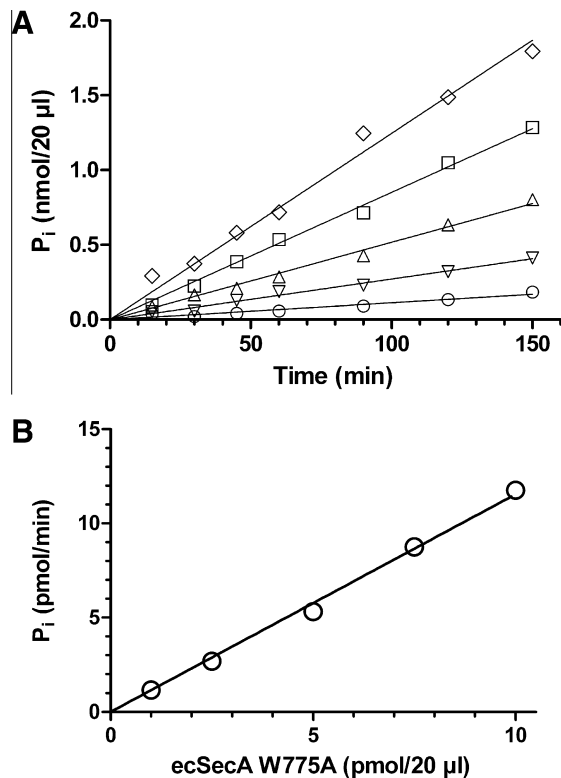 A
2.0
1.5
1.0
0.5
0.0
Pi (nmol/20 µl)
0 50 100 150
Time (min)
B
15
10
5
0
Pi (pmol/min)
0 5 10
ecSecA W775A (pmol/20 µl)